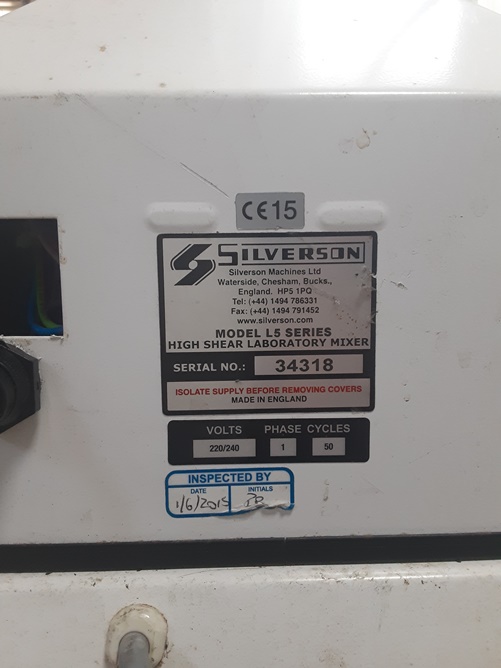 CE 15
SILVERSON
Silverson Machines Ltd
Waterside, Chesham, Bucks.,
England. HP5 1PQ
Tel: (+44) 1494 786331
Fax: (+44) 1494 791452
www.silverson.com
MODEL L5 SERIES
HIGH SHEAR LABORATORY MIXER
SERIAL NO.: 34318
ISOLATE SUPPLY BEFORE REMOVING COVERS
MADE IN ENGLAND
VOLTS PHASE CYCLES
220/240 1 50
INSPECTED BY
DATE INITIALS
1/6/2015